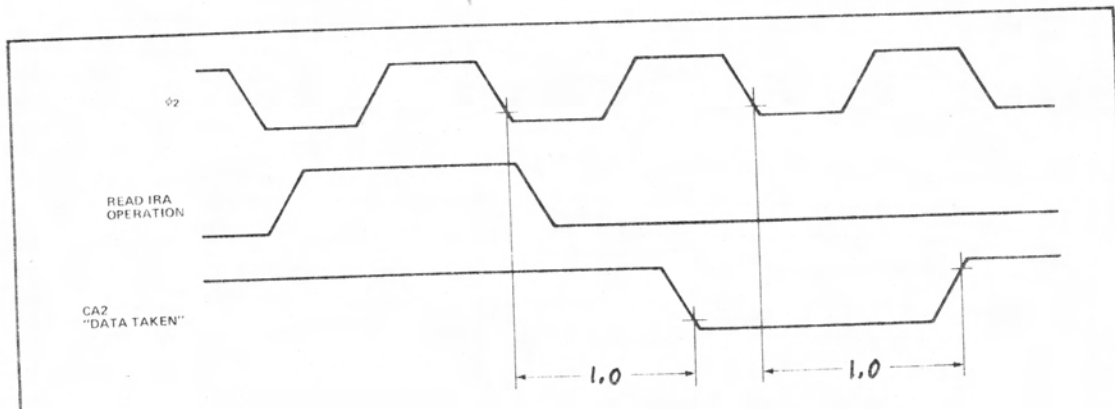 φ2
READ IRA
OPERATION
CA2
"DATA TAKEN"
1.0
1.0